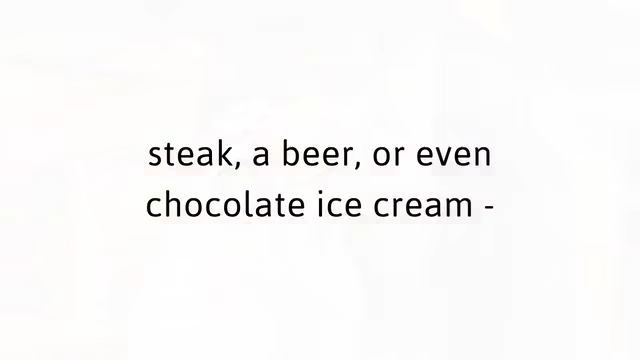 steak, a beer, or even
chocolate ice cream -